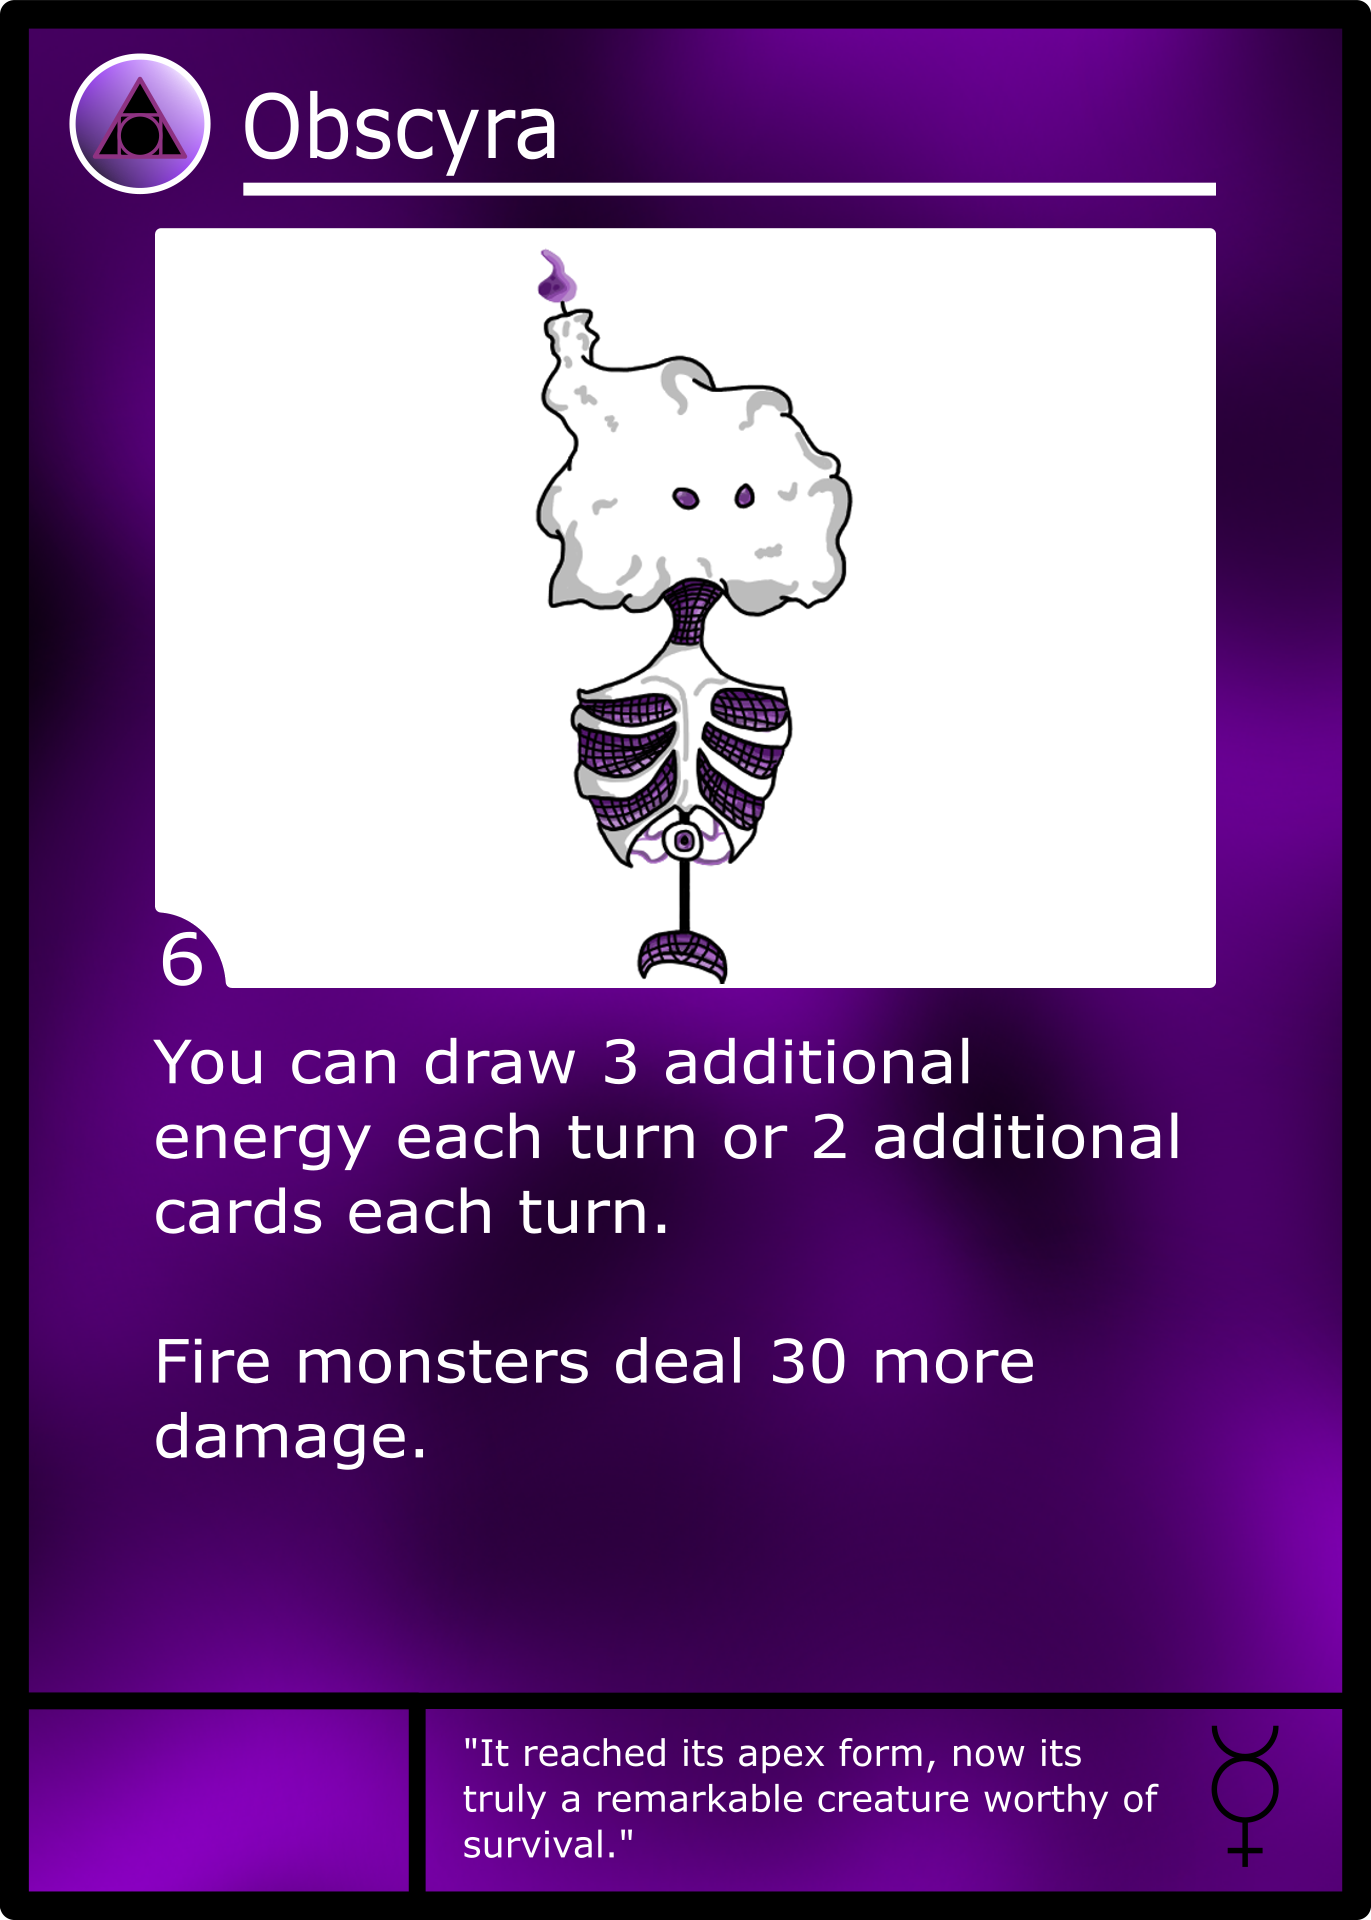 Obscyra
6
You can draw 3 additional
energy each turn or 2 additional
cards each turn.
Fire monsters deal 30 more
damage.
"It reached its apex form, now its
truly a remarkable creature worthy of
survival."